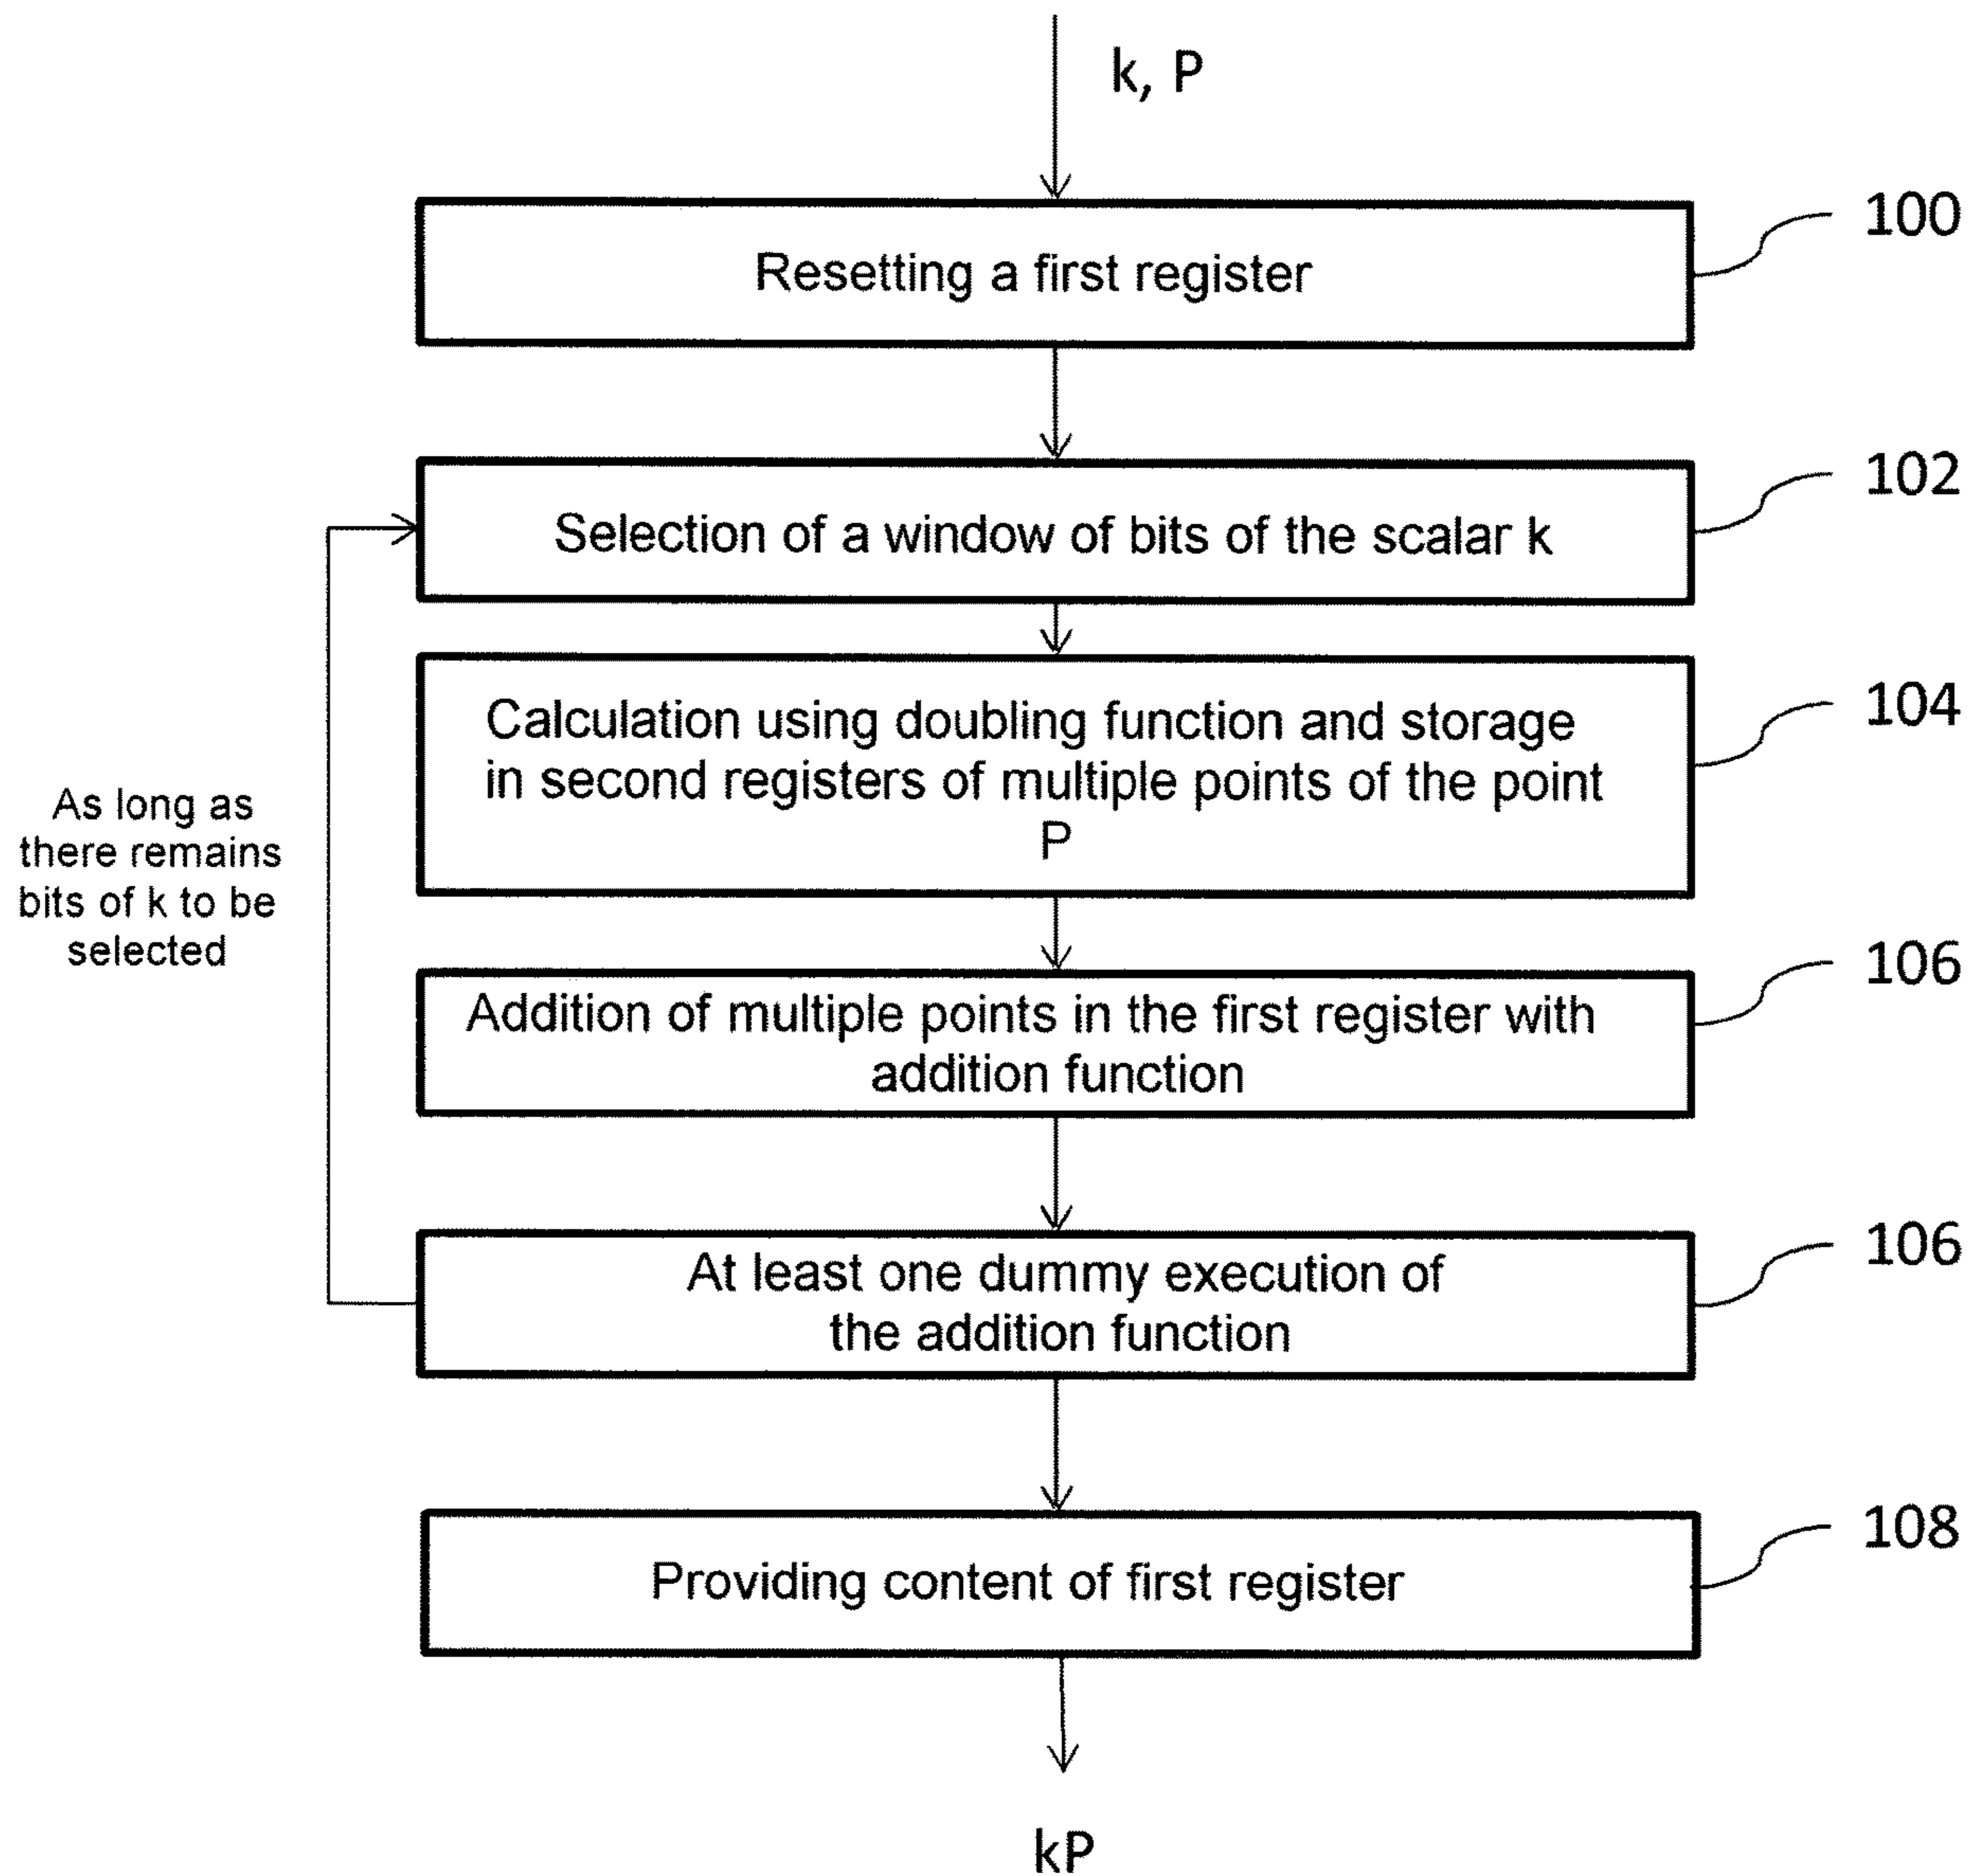 k, P
Resetting a first register
100
Selection of a window of bits of the scalar k
102
Calculation using doubling function and storage
in second registers of multiple points of the point
P
104
As long as
there remains
bits of k to be
selected
Addition of multiple points in the first register with
addition function
106
At least one dummy execution of
the addition function
106
Providing content of first register
108
kP